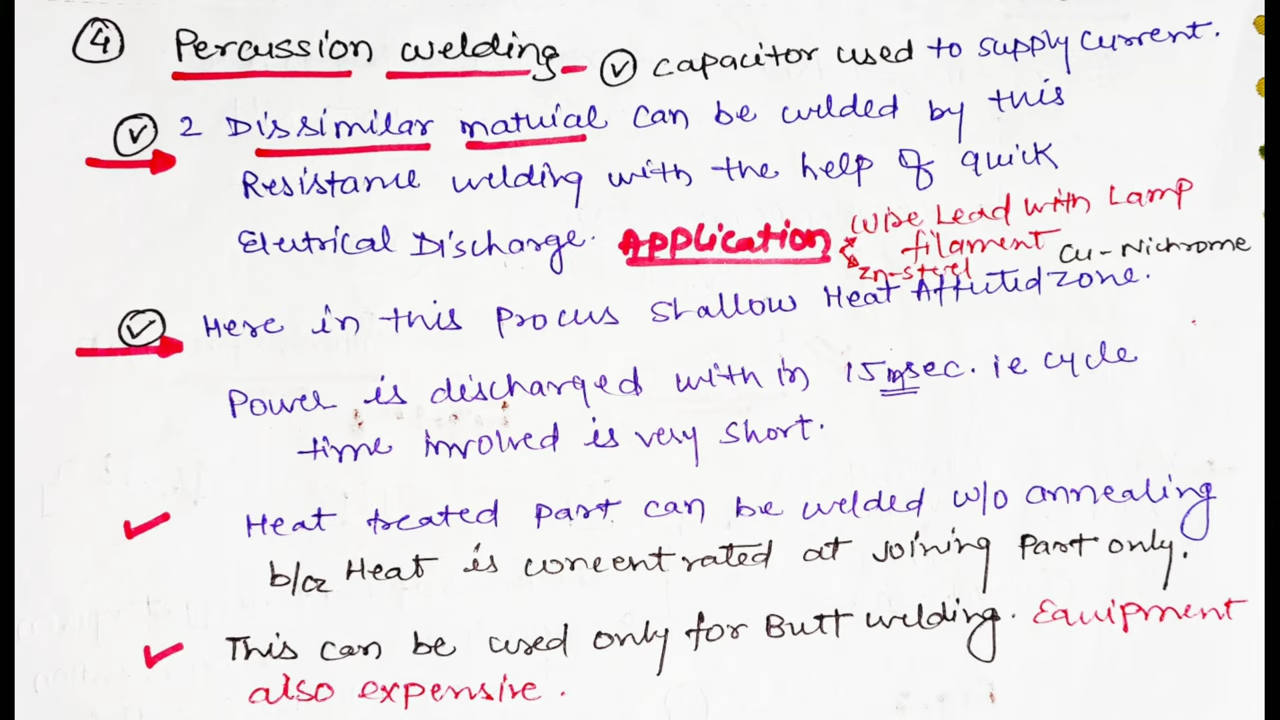 ④ Percussion welding - ✓ capacitor used to supply current.
✓ 2 Dissimilar matuial can be welded by this
Resistance welding with the help of quick
Eletrical Discharge. Application
Wire Lead with Lamp
filament Cu-Nichrome
Zn-steel
✓ Here in this process shallow Heat Affected zone.
Power is discharged with in 15 msec. ie cycle
time involved is very short.
✓ Heat treated part can be welded w/o annealing
b/cz Heat is concentrated at joining part only.
✓ This can be used only for Butt welding. Equipment
also expensive.